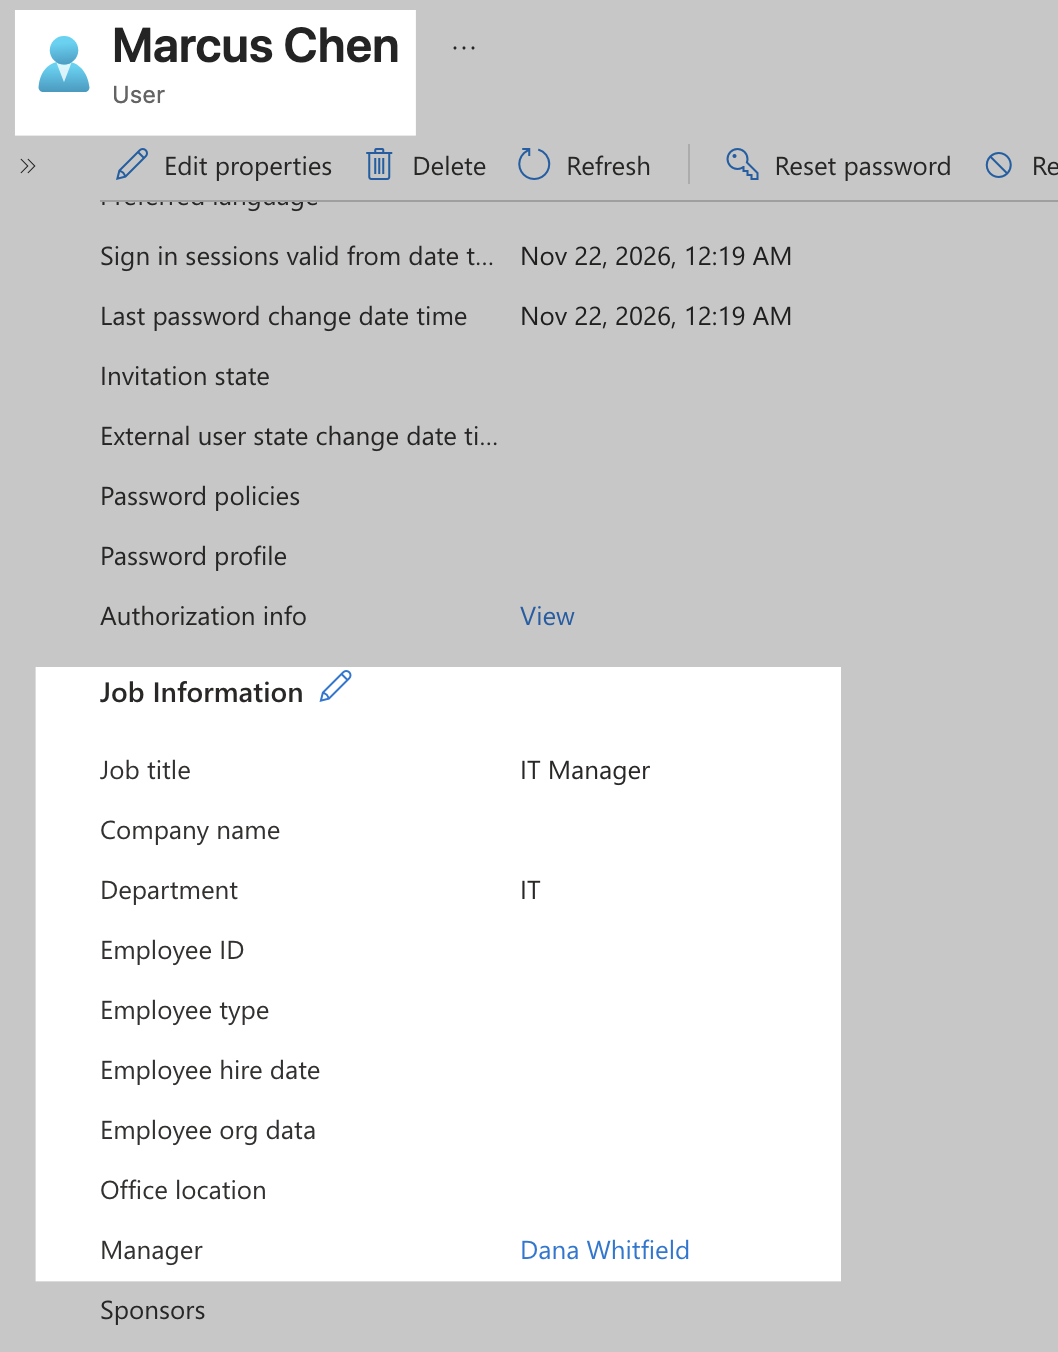 Marcus Chen
...
User
Edit properties
Delete
Refresh
Reset password
Re
Preferred language
Sign in sessions valid from date t... Nov 22, 2026, 12:19 AM
Last password change date time Nov 22, 2026, 12:19 AM
Invitation state
External user state change date ti...
Password policies
Password profile
Authorization info View
Job Information
Job title IT Manager
Company name
Department IT
Employee ID
Employee type
Employee hire date
Employee org data
Office location
Manager Dana Whitfield
Sponsors